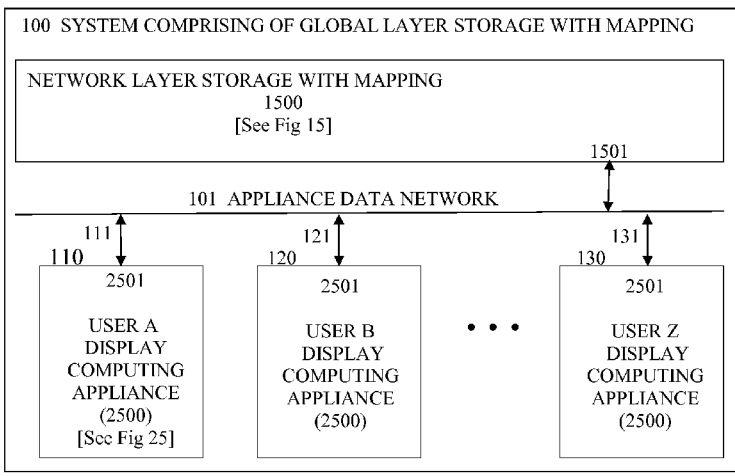 100 SYSTEM COMPRISING OF GLOBAL LAYER STORAGE WITH MAPPING
NETWORK LAYER STORAGE WITH MAPPING
1500
[See Fig 15]
1501
101 APPLIANCE DATA NETWORK
111
121
131
110
120
130
2501
USER A
DISPLAY
COMPUTING
APPLIANCE
(2500)
[See Fig 25]
2501
USER B
DISPLAY
COMPUTING
APPLIANCE
(2500)
• • •
2501
USER Z
DISPLAY
COMPUTING
APPLIANCE
(2500)